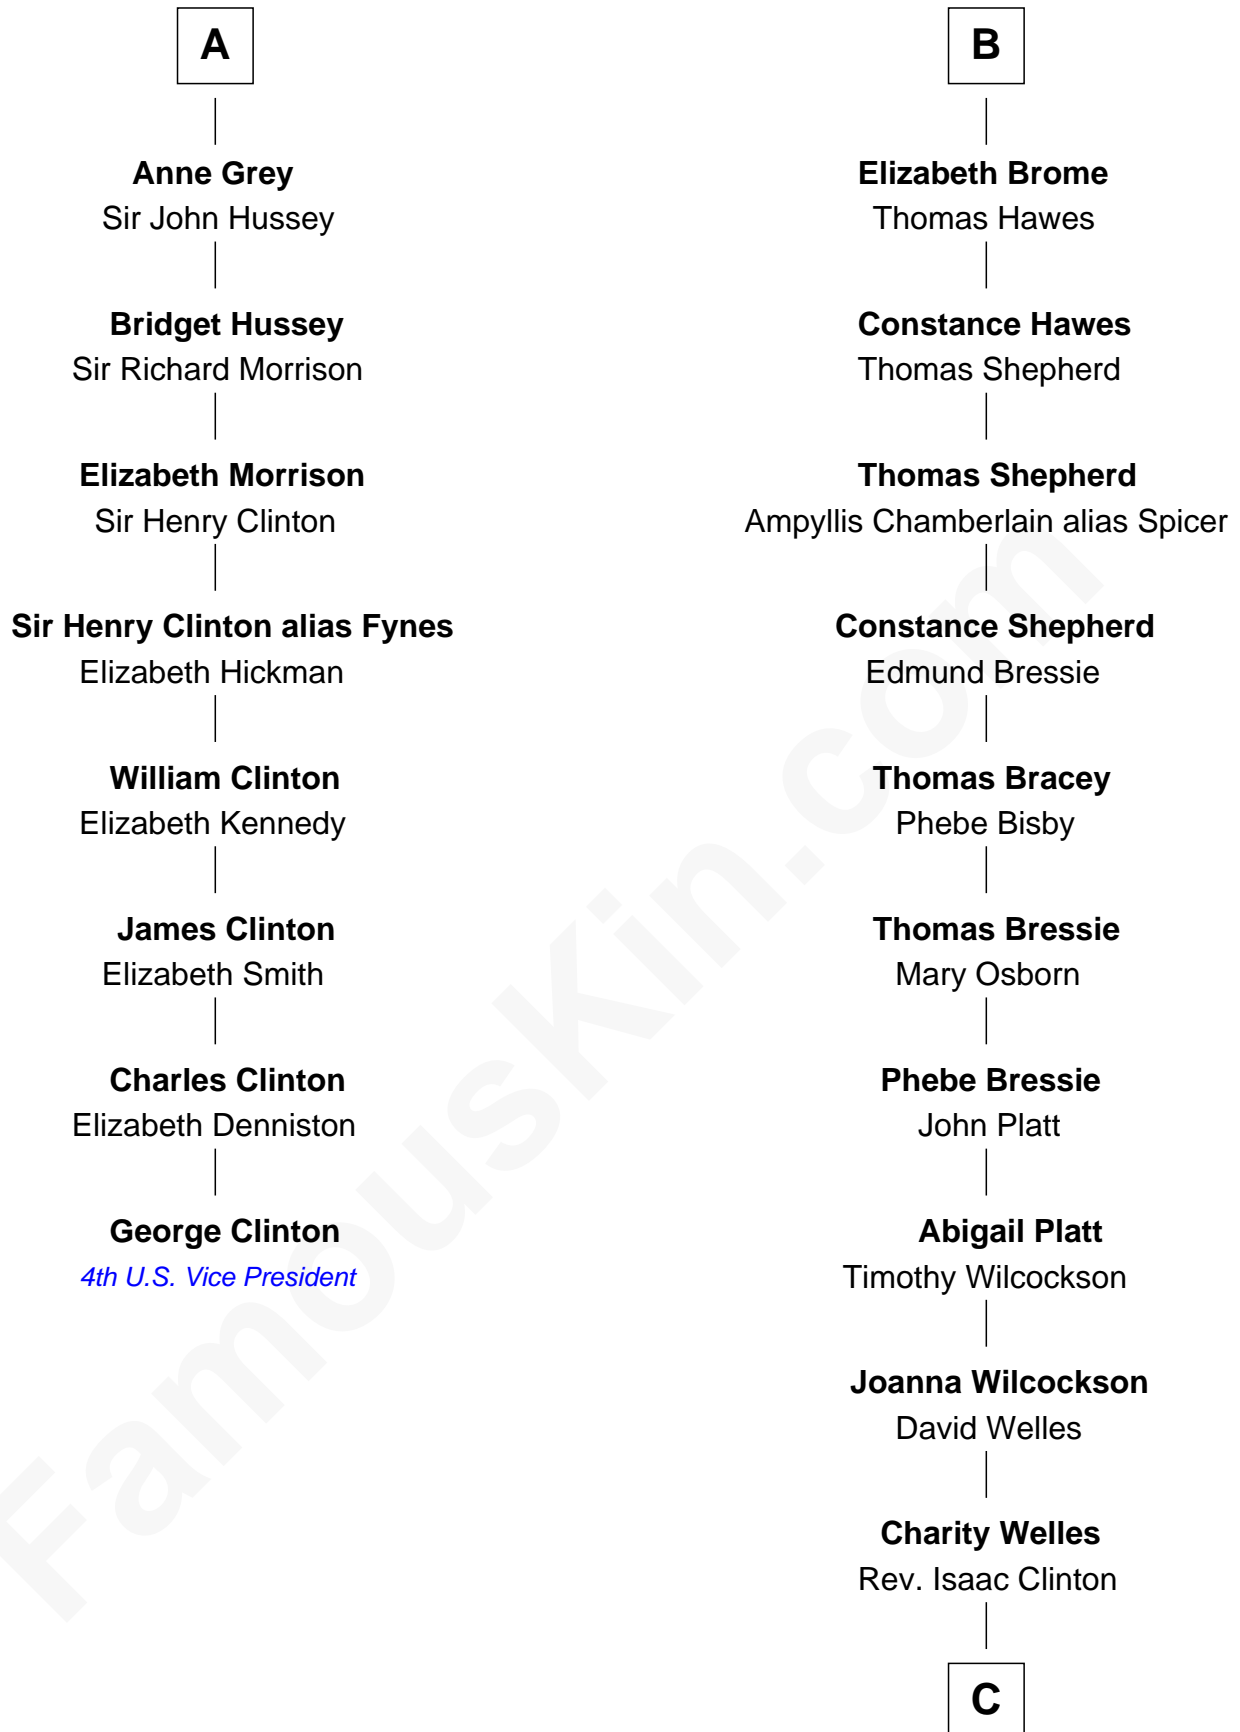 A
Anne Grey
Sir John Hussey
Bridget Hussey
Sir Richard Morrison
Elizabeth Morrison
Sir Henry Clinton
Sir Henry Clinton alias Fynes
Elizabeth Hickman
William Clinton
Elizabeth Kennedy
James Clinton
Elizabeth Smith
Charles Clinton
Elizabeth Denniston
George Clinton
4th U.S. Vice President
B
Elizabeth Brome
Thomas Hawes
Constance Hawes
Thomas Shepherd
Thomas Shepherd
Ampyllis Chamberlain alias Spicer
Constance Shepherd
Edmund Bressie
Thomas Bracey
Phebe Bisby
Thomas Bressie
Mary Osborn
Phebe Bressie
John Platt
Abigail Platt
Timothy Wilcockson
Joanna Wilcockson
David Welles
Charity Welles
Rev. Isaac Clinton
C
FamousKin.com